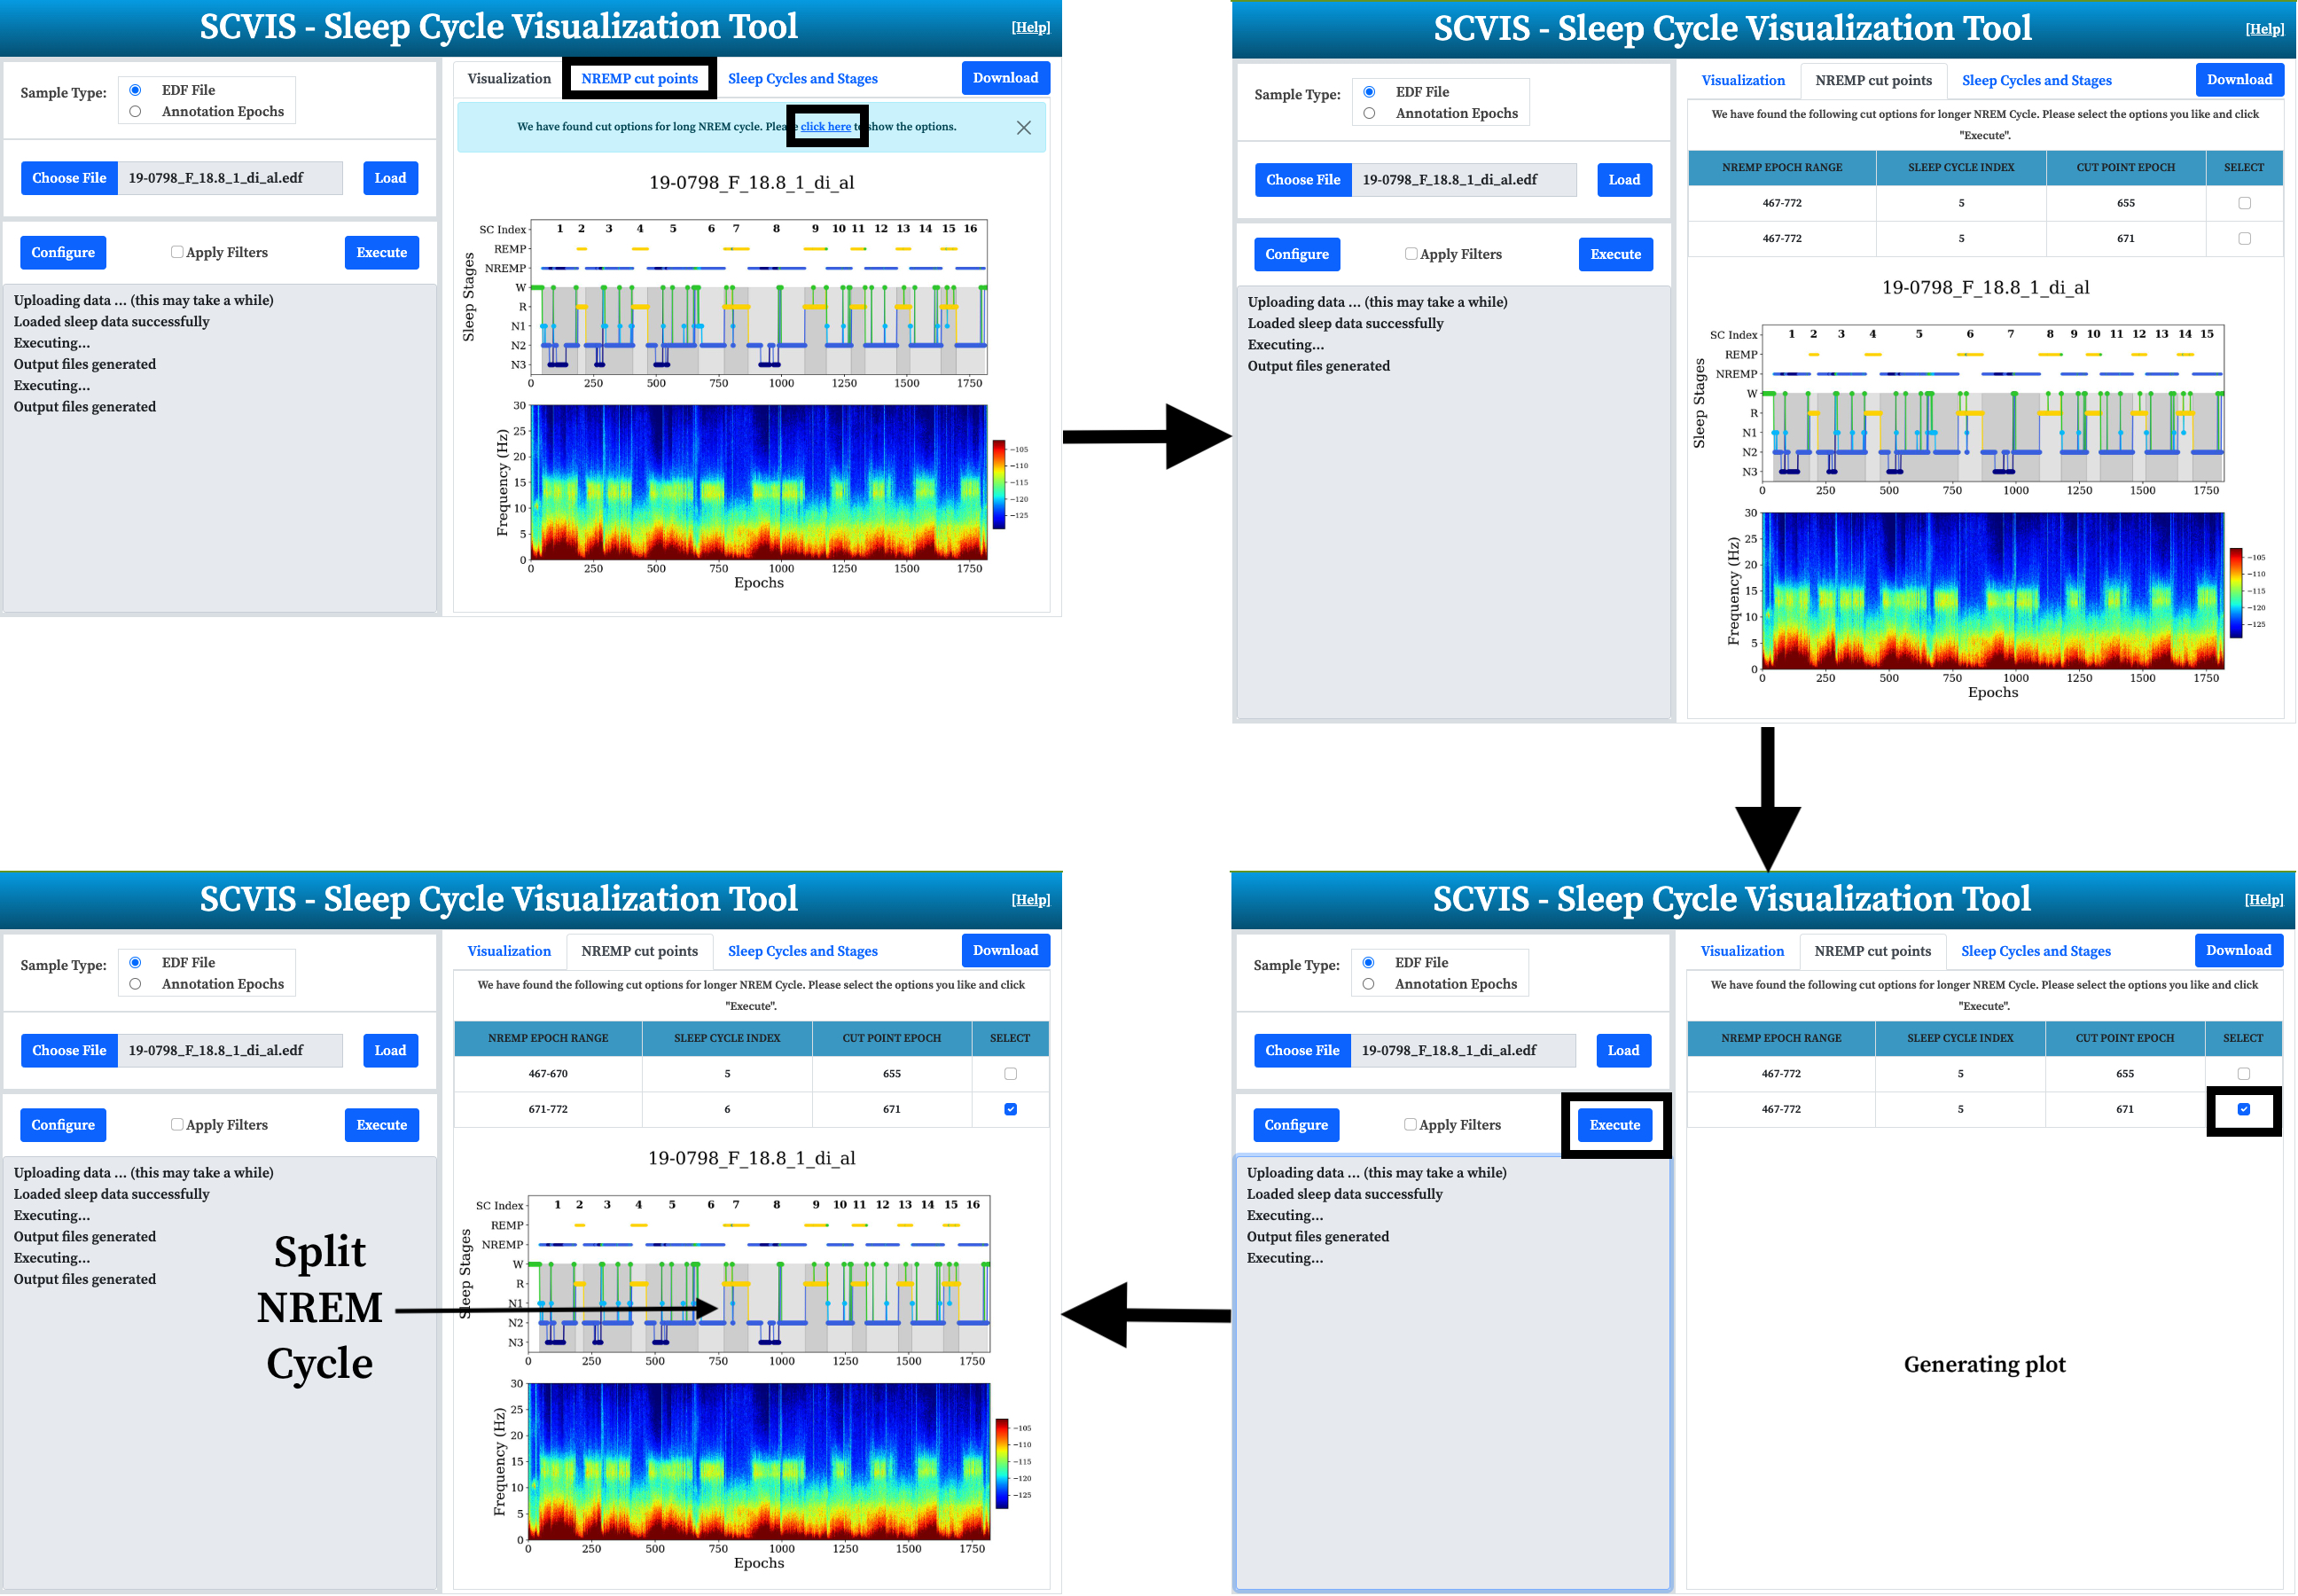 SCVIS - Sleep Cycle Visualization Tool
[Help]
Sample Type:
EDF File
Annotation Epochs
Choose File 19-0798_F_18.8_1_di_al.edf Load
Configure Apply Filters Execute
Uploading data ... (this may take a while)
Loaded sleep data successfully
Executing...
Output files generated
Executing...
Output files generated
Visualization NREMP cut points Sleep Cycles and Stages Download
We have found cut options for long NREM cycle. Please click here to show the options.
19-0798_F_18.8_1_di_al
SC Index 1 2 3 4 5 6 7 8 9 10 11 12 13 14 15 16
REMP
NREMP
W
R
N1
N2
N3
Sleep Stages
0 250 500 750 1000 1250 1500 1750
30
25
20
15
10
5
0
Frequency (Hz)
0 250 500 750 1000 1250 1500 1750
Epochs
−105
−110
−115
−120
−125
SCVIS - Sleep Cycle Visualization Tool
[Help]
Sample Type:
EDF File
Annotation Epochs
Choose File 19-0798_F_18.8_1_di_al.edf Load
Configure Apply Filters Execute
Uploading data ... (this may take a while)
Loaded sleep data successfully
Executing...
Output files generated
Visualization NREMP cut points Sleep Cycles and Stages Download
We have found the following cut options for longer NREM Cycle. Please select the options you like and click
"Execute".
NREMP EPOCH RANGE SLEEP CYCLE INDEX CUT POINT EPOCH SELECT
467-772 5 655
467-772 5 671
19-0798_F_18.8_1_di_al
SC Index 1 2 3 4 5 6 7 8 9 10 11 12 13 14 15
REMP
NREMP
W
R
N1
N2
N3
Sleep Stages
0 250 500 750 1000 1250 1500 1750
30
25
20
15
10
5
0
Frequency (Hz)
0 250 500 750 1000 1250 1500 1750
Epochs
−105
−110
−115
−120
−125
SCVIS - Sleep Cycle Visualization Tool
[Help]
Sample Type:
EDF File
Annotation Epochs
Choose File 19-0798_F_18.8_1_di_al.edf Load
Configure Apply Filters Execute
Uploading data ... (this may take a while)
Loaded sleep data successfully
Executing...
Output files generated
Executing...
Output files generated
Split
NREM
Cycle
Visualization NREMP cut points Sleep Cycles and Stages Download
We have found the following cut options for longer NREM Cycle. Please select the options you like and click
"Execute".
NREMP EPOCH RANGE SLEEP CYCLE INDEX CUT POINT EPOCH SELECT
467-670 5 655
671-772 6 671
19-0798_F_18.8_1_di_al
SC Index 1 2 3 4 5 6 7 8 9 10 11 12 13 14 15 16
REMP
NREMP
W
R
N1
N2
N3
Sleep Stages
0 250 500 750 1000 1250 1500 1750
30
25
20
15
10
5
0
Frequency (Hz)
0 250 500 750 1000 1250 1500 1750
Epochs
−105
−110
−115
−120
−125
SCVIS - Sleep Cycle Visualization Tool
[Help]
Sample Type:
EDF File
Annotation Epochs
Choose File 19-0798_F_18.8_1_di_al.edf Load
Configure Apply Filters Execute
Uploading data ... (this may take a while)
Loaded sleep data successfully
Executing...
Output files generated
Executing...
Visualization NREMP cut points Sleep Cycles and Stages Download
We have found the following cut options for longer NREM Cycle. Please select the options you like and click
"Execute".
NREMP EPOCH RANGE SLEEP CYCLE INDEX CUT POINT EPOCH SELECT
467-772 5 655
467-772 5 671
Generating plot